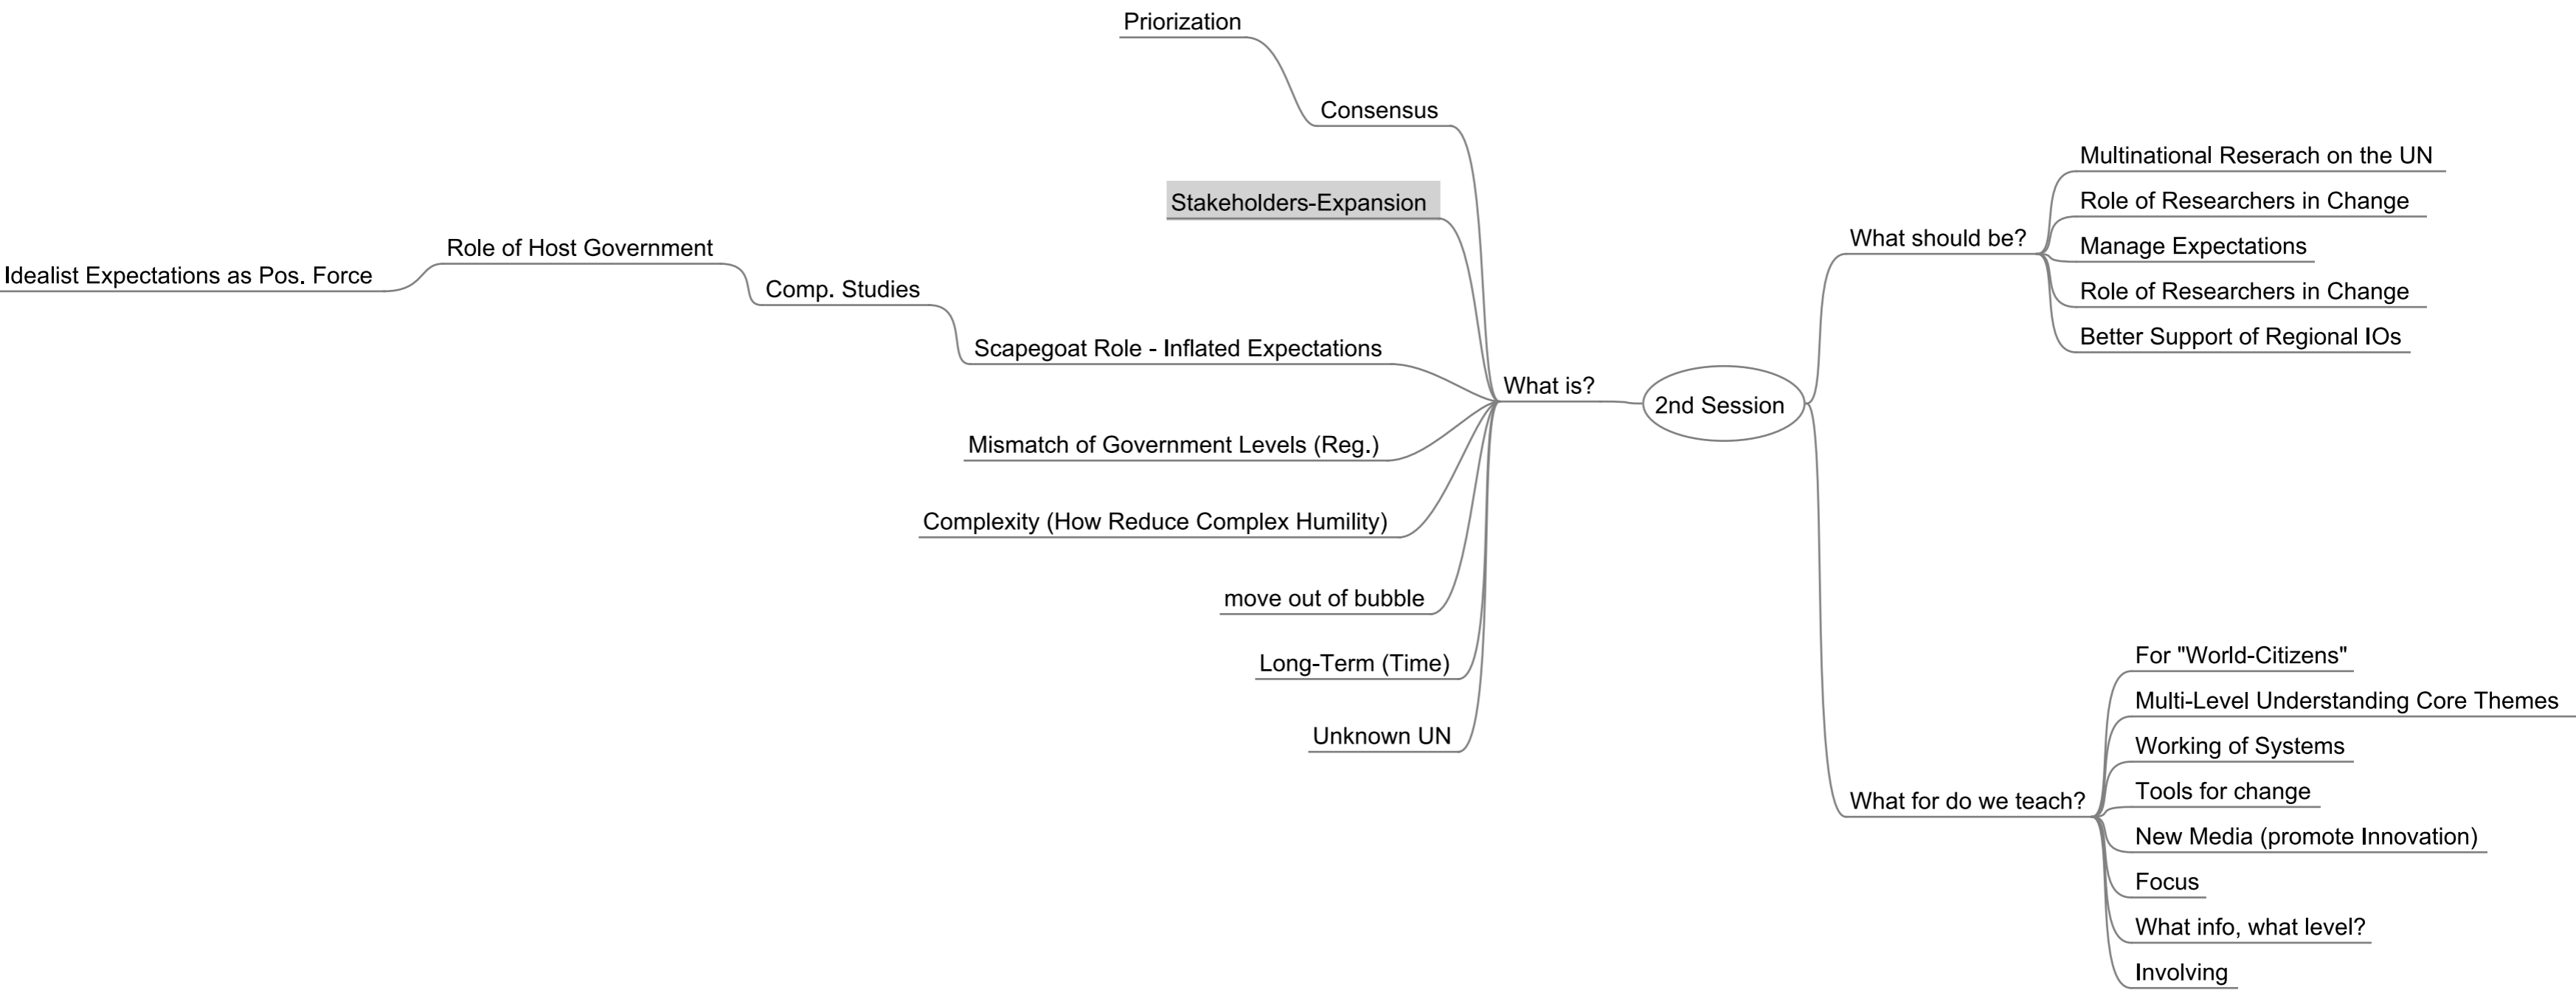 Priorization
Consensus
Stakeholders-Expansion
Idealist Expectations as Pos. Force
Role of Host Government
Comp. Studies
Scapegoat Role - Inflated Expectations
Mismatch of Government Levels (Reg.)
Complexity (How Reduce Complex Humility)
move out of bubble
Long-Term (Time)
Unknown UN
What is?
2nd Session
What should be?
Multinational Reserach on the UN
Role of Researchers in Change
Manage Expectations
Role of Researchers in Change
Better Support of Regional IOs
What for do we teach?
For "World-Citizens"
Multi-Level Understanding Core Themes
Working of Systems
Tools for change
New Media (promote Innovation)
Focus
What info, what level?
Involving